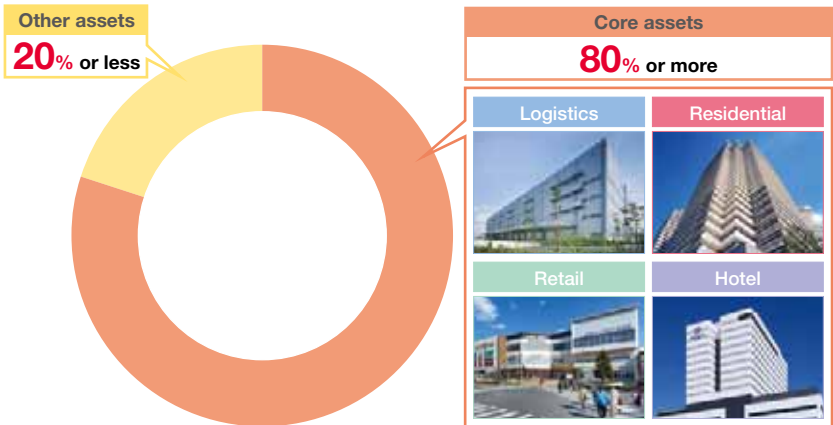 Other assets
20% or less
Core assets
80% or more
Logistics
Residential
Retail
Hotel